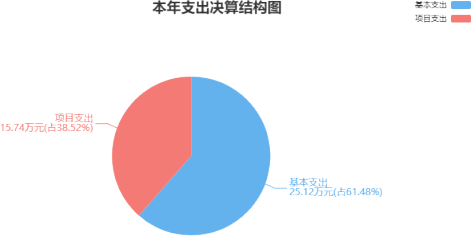 本年支出决算结构图
基本支出
项目支出
项目支出
15.74万元(占38.52%)
基本支出
25.12万元(占61.48%)